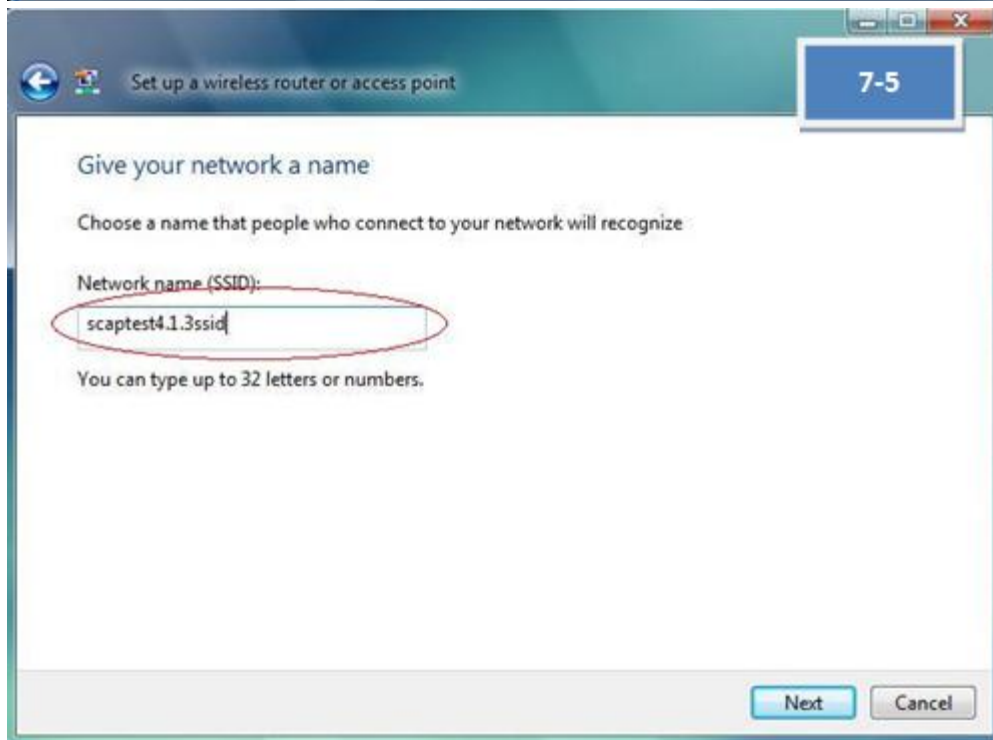 Set up a wireless router or access point
7-5
Give your network a name
Choose a name that people who connect to your network will recognize
Network name (SSID):
scaptest4.1.3ssid
You can type up to 32 letters or numbers.
Next Cancel